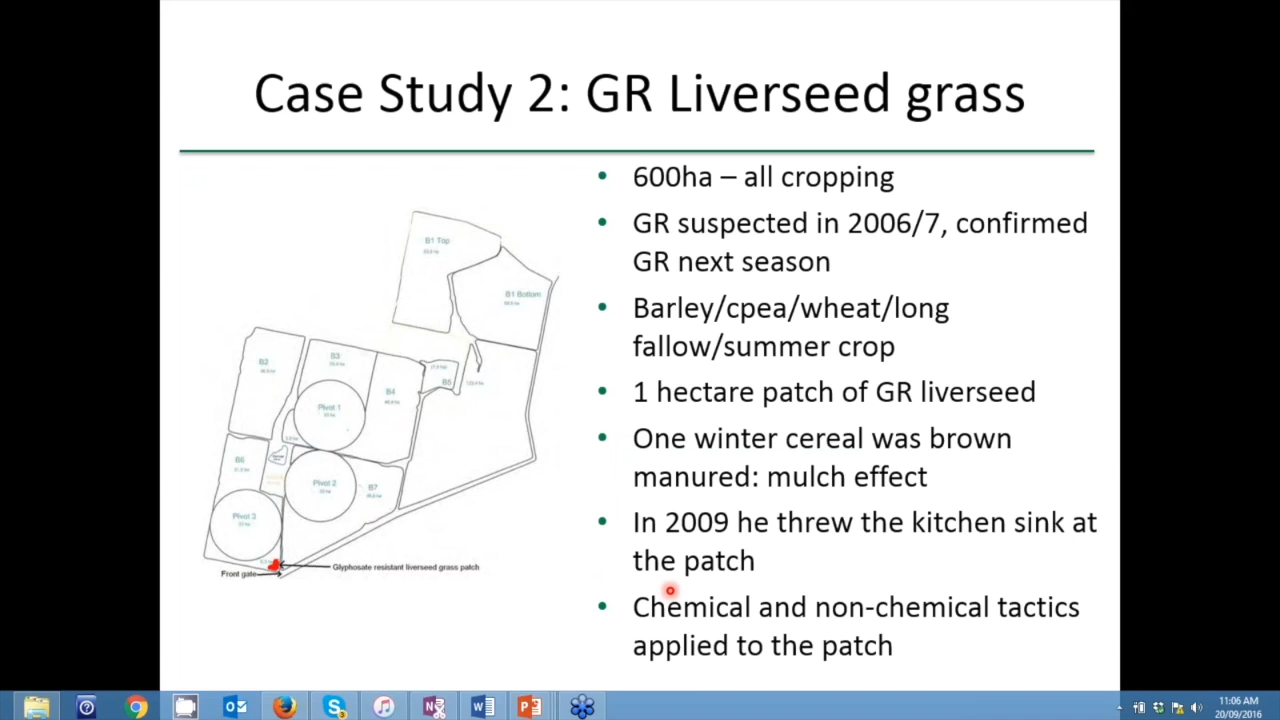 Case Study 2: GR Liverseed grass
• 600ha – all cropping
• GR suspected in 2006/7, confirmed
GR next season
• Barley/cpea/wheat/long
fallow/summer crop
• 1 hectare patch of GR liverseed
• One winter cereal was brown
manured: mulch effect
• In 2009 he threw the kitchen sink at
the patch
• Chemical and non-chemical tactics
applied to the patch
B1 Top
B1 Bottom
B2
B3
B4
B5
Pivot 1
B6
Pivot 2
B7
Pivot 3
Glyphosate resistant liverseed grass patch
Front gate
11:06 AM
20/09/2016